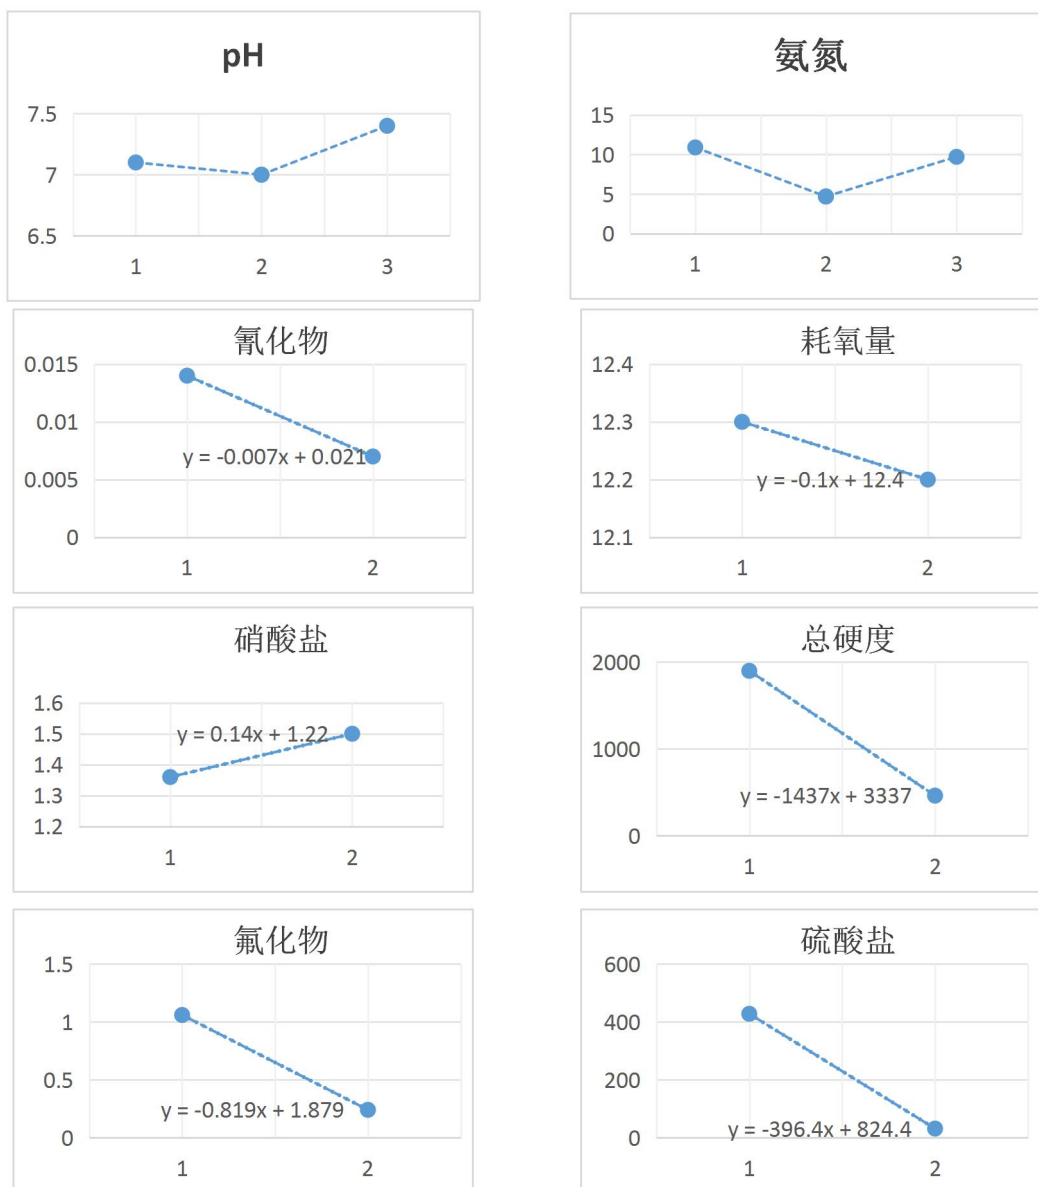 pH
7.5
7
6.5
1 2 3
氨氮
15
10
5
0
1 2 3
氰化物
0.015
0.01
y = -0.007x + 0.021
0.005
0
1 2
耗氧量
12.4
12.3
12.2
y = -0.1x + 12.4
12.1
1 2
硝酸盐
1.6
1.5
y = 0.14x + 1.22
1.4
1.3
1.2
1 2
总硬度
2000
1000
y = -1437x + 3337
0
1 2
氟化物
1.5
1
0.5
y = -0.819x + 1.879
0
1 2
硫酸盐
600
400
200
y = -396.4x + 824.4
0
1 2